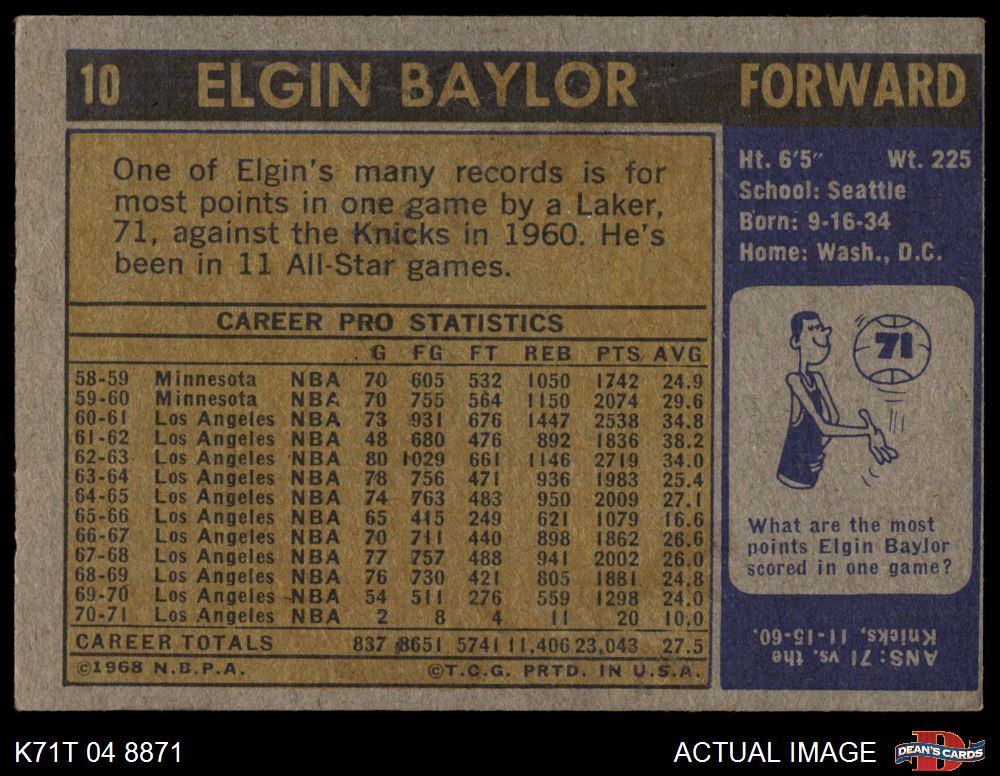 10 ELGIN BAYLOR FORWARD
One of Elgin's many records is for
most points in one game by a Laker,
71, against the Knicks in 1960. He's
been in 11 All-Star games.
Ht. 6'5" Wt. 225
School: Seattle
Born: 9-16-34
Home: Wash., D.C.
CAREER PRO STATISTICS
G FG FT REB PTS AVG
58-59 Minnesota NBA 70 605 532 1050 1742 24.9
59-60 Minnesota NBA 70 755 564 1150 2074 29.6
60-61 Los Angeles NBA 73 931 676 1447 2538 34.8
61-62 Los Angeles NBA 48 680 476 892 1836 38.2
62-63 Los Angeles NBA 80 1029 661 1146 2719 34.0
63-64 Los Angeles NBA 78 756 471 936 1983 25.4
64-65 Los Angeles NBA 74 763 483 950 2009 27.1
65-66 Los Angeles NBA 65 415 249 621 1079 16.6
66-67 Los Angeles NBA 70 711 440 898 1862 26.6
67-68 Los Angeles NBA 77 757 488 941 2002 26.0
68-69 Los Angeles NBA 76 730 421 805 1881 24.8
69-70 Los Angeles NBA 54 511 276 559 1298 24.0
70-71 Los Angeles NBA 2 8 4 11 20 10.0
CAREER TOTALS 837 8651 5741 11,406 23,043 27.5
©1968 N.B.P.A. ©T.C.G. PRTD. IN U.S.A.
71
What are the most
points Elgin Baylor
scored in one game?
ANS: 71 vs. the
Knicks, 11-15-60.
K71T 04 8871 ACTUAL IMAGE
D
DEAN'S CARDS